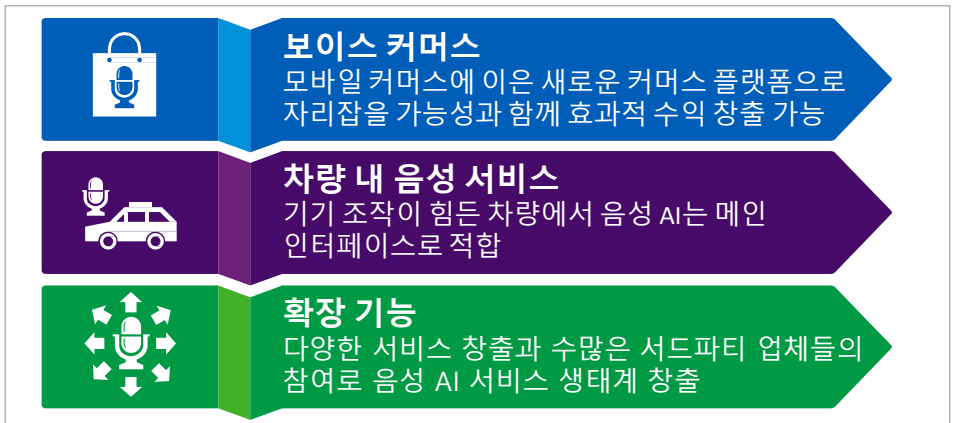 보이스 커머스
모바일 커머스에 이은 새로운 커머스 플랫폼으로
자리잡을 가능성과 함께 효과적 수익 창출 가능
차량 내 음성 서비스
기기 조작이 힘든 차량에서 음성 AI는 메인
인터페이스로 적합
확장 기능
다양한 서비스 창출과 수많은 서드파티 업체들의
참여로 음성 AI 서비스 생태계 창출